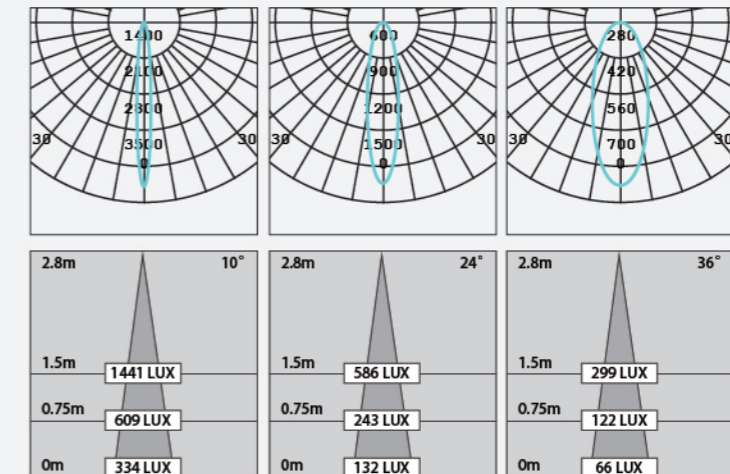 1400
2100
2800
3500
30
0
600
900
1200
1500
30
30
0
280
420
560
700
30
30
0
2.8m 10°
1.5m
1441 LUX
0.75m
609 LUX
0m
334 LUX
2.8m 24°
1.5m
586 LUX
0.75m
243 LUX
0m
132 LUX
2.8m 36°
1.5m
299 LUX
0.75m
122 LUX
0m
66 LUX